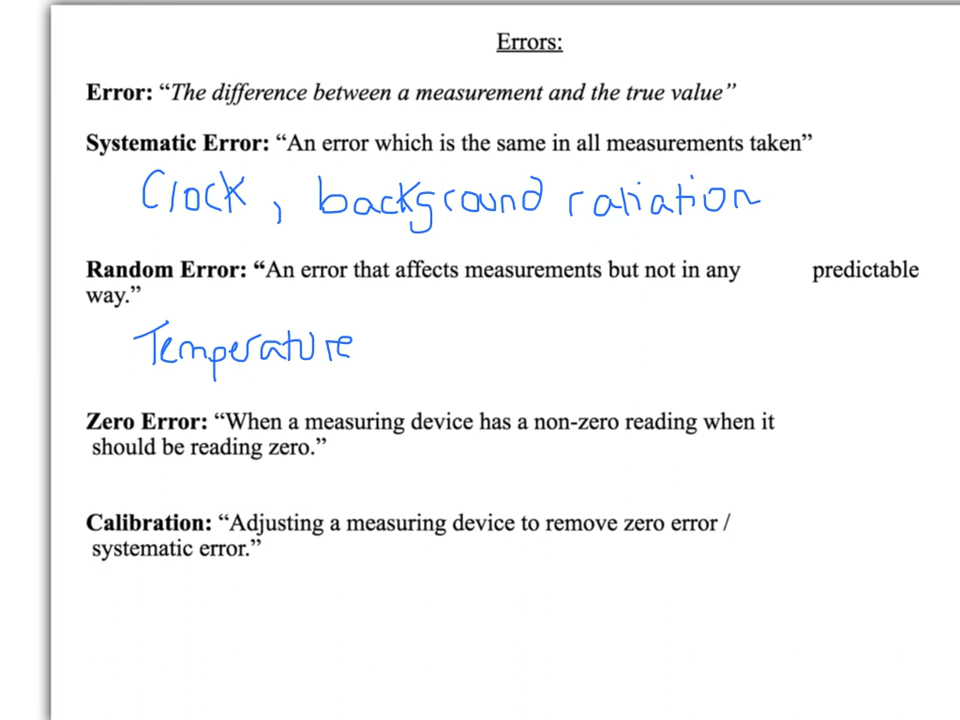 Errors:
Error: “The difference between a measurement and the true value”
Systematic Error: “An error which is the same in all measurements taken”
Clock, background ratiation
Random Error: “An error that affects measurements but not in any predictable
way.”
Temperature
Zero Error: “When a measuring device has a non-zero reading when it
should be reading zero.”
Calibration: “Adjusting a measuring device to remove zero error /
systematic error.”